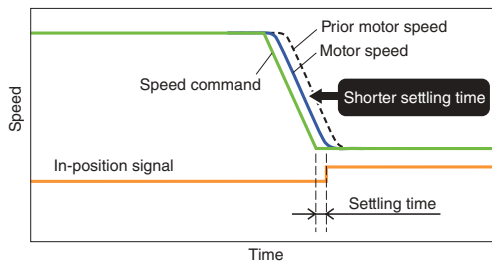 Prior motor speed
Motor speed
Speed command
Shorter settling time
Speed
In-position signal
Settling time
Time